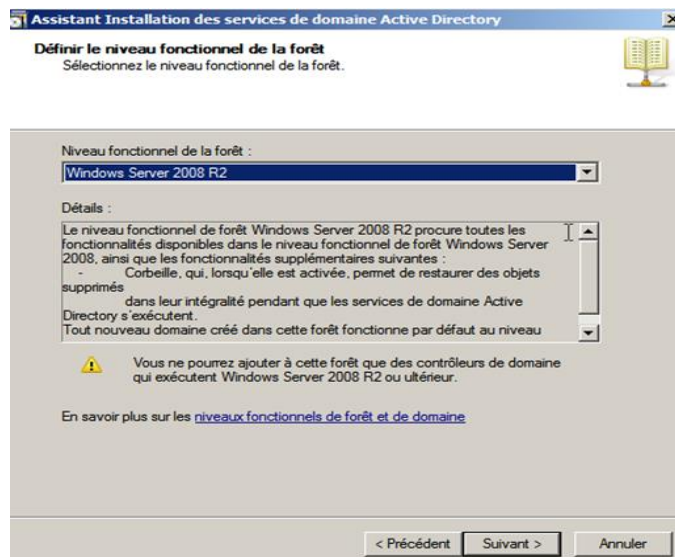 Assistant Installation des services de domaine Active Directory
Définir le niveau fonctionnel de la forêt
Sélectionnez le niveau fonctionnel de la forêt.
Niveau fonctionnel de la forêt :
Windows Server 2008 R2
Détails :
Le niveau fonctionnel de forêt Windows Server 2008 R2 procure toutes les
fonctionnalités disponibles dans le niveau fonctionnel de forêt Windows Server
2008, ainsi que les fonctionnalités supplémentaires suivantes :
- Corbeille, qui, lorsqu'elle est activée, permet de restaurer des objets
supprimés
dans leur intégralité pendant que les services de domaine Active
Directory s'exécutent.
Tout nouveau domaine créé dans cette forêt fonctionne par défaut au niveau
Vous ne pourrez ajouter à cette forêt que des contrôleurs de domaine
qui exécutent Windows Server 2008 R2 ou ultérieur.
En savoir plus sur les niveaux fonctionnels de forêt et de domaine
< Précédent Suivant > Annuler